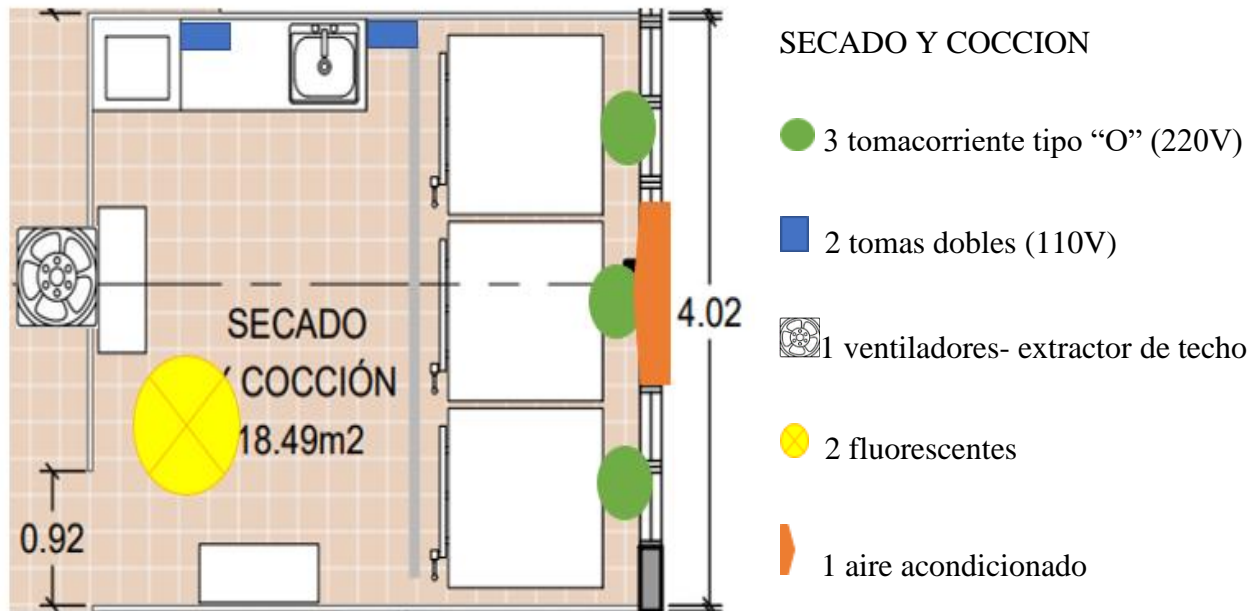 SECADO Y COCCION
3 tomacorriente tipo “O” (220V)
2 tomas dobles (110V)
1 ventiladores- extractor de techo
2 fluorescentes
1 aire acondicionado
SECADO
Y COCCIÓN
18.49m2
4.02
0.92